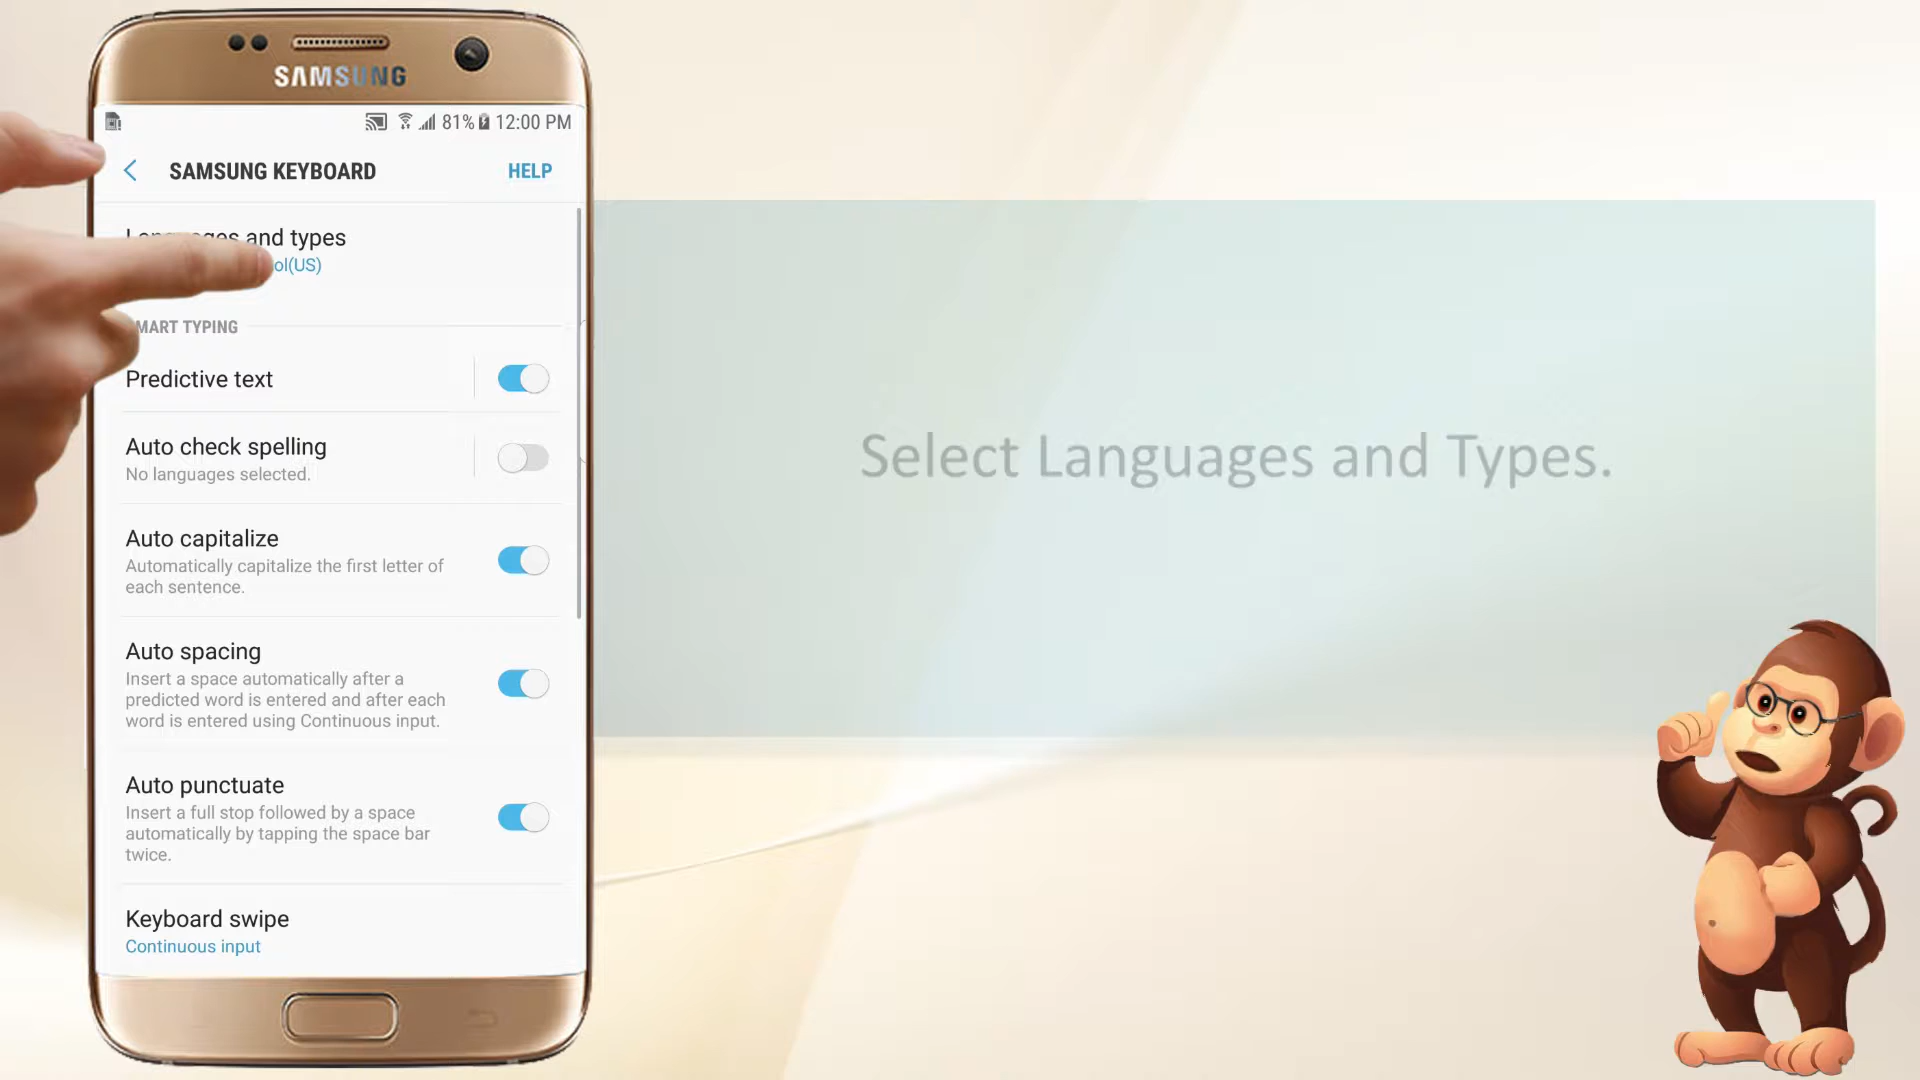 SAMSUNG
81% 12:00 PM
SAMSUNG KEYBOARD
HELP
and types
(US)
SMART TYPING
Predictive text
Auto check spelling
No languages selected.
Auto capitalize
Automatically capitalize the first letter of
each sentence.
Auto spacing
Insert a space automatically after a
predicted word is entered and after each
word is entered using Continuous input.
Auto punctuate
Insert a full stop followed by a space
automatically by tapping the space bar
twice.
Keyboard swipe
Continuous input
Select Languages and Types.